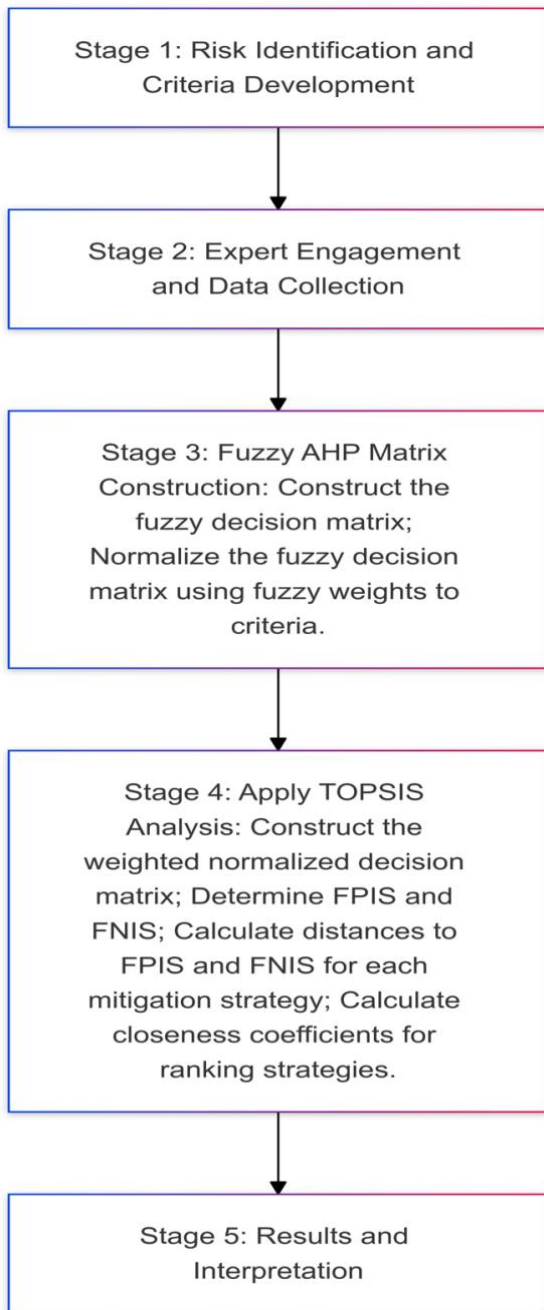 Stage 1: Risk Identification and
Criteria Development
Stage 2: Expert Engagement
and Data Collection
Stage 3: Fuzzy AHP Matrix
Construction: Construct the
fuzzy decision matrix;
Normalize the fuzzy decision
matrix using fuzzy weights to
criteria.
Stage 4: Apply TOPSIS
Analysis: Construct the
weighted normalized decision
matrix; Determine FPIS and
FNIS; Calculate distances to
FPIS and FNIS for each
mitigation strategy; Calculate
closeness coefficients for
ranking strategies.
Stage 5: Results and
Interpretation